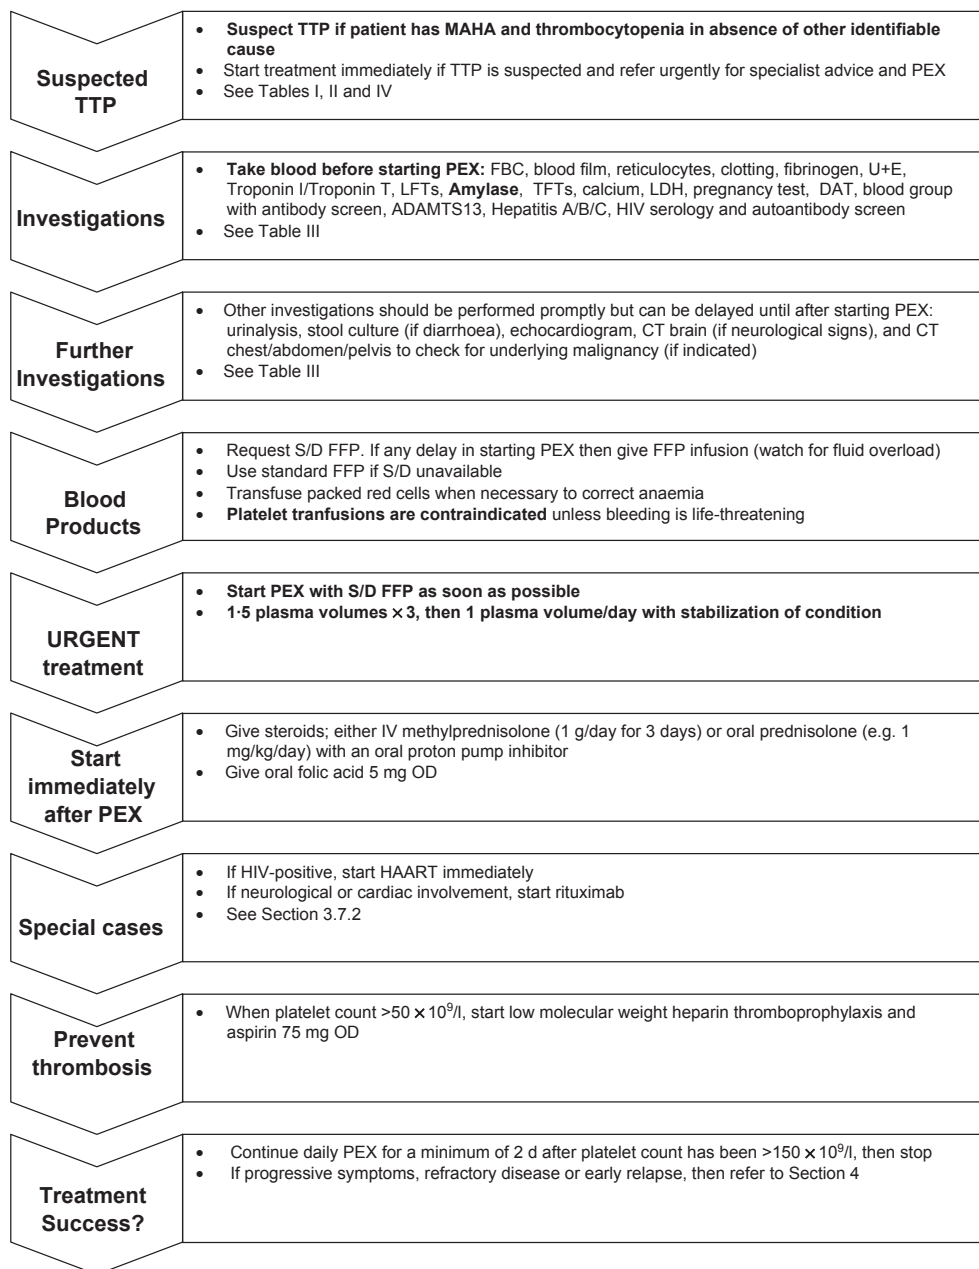 Suspected
TTP
• Suspect TTP if patient has MAHA and thrombocytopenia in absence of other identifiable
cause
• Start treatment immediately if TTP is suspected and refer urgently for specialist advice and PEX
• See Tables I, II and IV
Investigations
• Take blood before starting PEX: FBC, blood film, reticulocytes, clotting, fibrinogen, U+E,
Troponin I/Troponin T, LFTs, Amylase, TFTs, calcium, LDH, pregnancy test, DAT, blood group
with antibody screen, ADAMTS13, Hepatitis A/B/C, HIV serology and autoantibody screen
• See Table III
Further
Investigations
• Other investigations should be performed promptly but can be delayed until after starting PEX:
urinalysis, stool culture (if diarrhoea), echocardiogram, CT brain (if neurological signs), and CT
chest/abdomen/pelvis to check for underlying malignancy (if indicated)
• See Table III
Blood
Products
• Request S/D FFP. If any delay in starting PEX then give FFP infusion (watch for fluid overload)
• Use standard FFP if S/D unavailable
• Transfuse packed red cells when necessary to correct anaemia
• Platelet tranfusions are contraindicated unless bleeding is life-threatening
URGENT
treatment
• Start PEX with S/D FFP as soon as possible
• 1·5 plasma volumes × 3, then 1 plasma volume/day with stabilization of condition
Start
immediately
after PEX
• Give steroids; either IV methylprednisolone (1 g/day for 3 days) or oral prednisolone (e.g. 1
mg/kg/day) with an oral proton pump inhibitor
• Give oral folic acid 5 mg OD
Special cases
• If HIV-positive, start HAART immediately
• If neurological or cardiac involvement, start rituximab
• See Section 3.7.2
Prevent
thrombosis
• When platelet count >50 × 10⁹/l, start low molecular weight heparin thromboprophylaxis and
aspirin 75 mg OD
Treatment
Success?
• Continue daily PEX for a minimum of 2 d after platelet count has been >150 × 10⁹/l, then stop
• If progressive symptoms, refractory disease or early relapse, then refer to Section 4